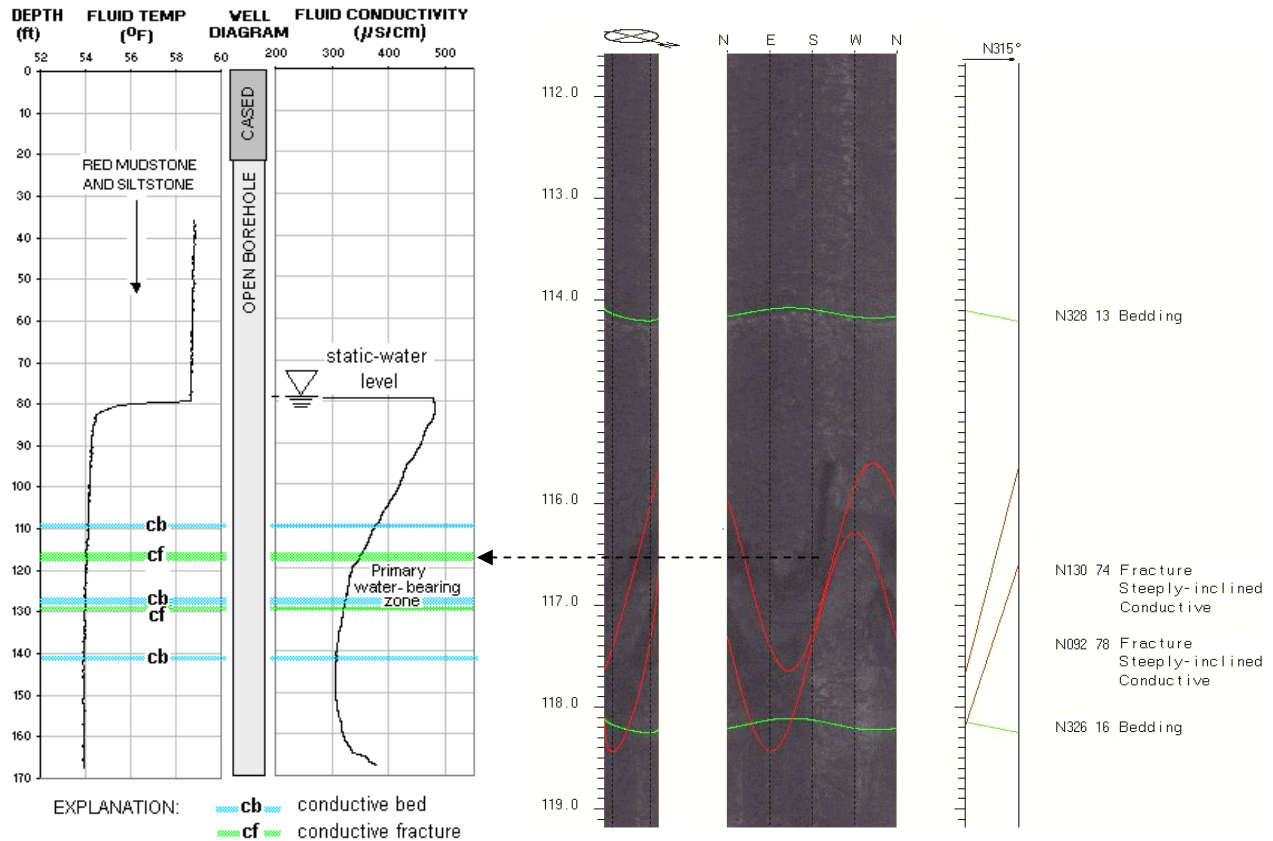 DEPTH
(ft)
FLUID TEMP
(ºF)
WELL
DIAGRAM
FLUID CONDUCTIVITY
(µs/cm)
52 54 56 58 60
200 300 400 500
0
10
20
30
40
50
60
70
80
90
100
110
120
130
140
150
160
170
RED MUDSTONE
AND SILTSTONE
CASED
OPEN BOREHOLE
static-water
level
cb
cf
Primary
water-bearing
zone
cb
cf
cb
EXPLANATION:
cb conductive bed
cf conductive fracture
N E S W N
N315°
112.0
113.0
114.0
116.0
117.0
118.0
119.0
N328 13 Bedding
N130 74 Fracture
Steeply-inclined
Conductive
N092 78 Fracture
Steeply-inclined
Conductive
N326 16 Bedding